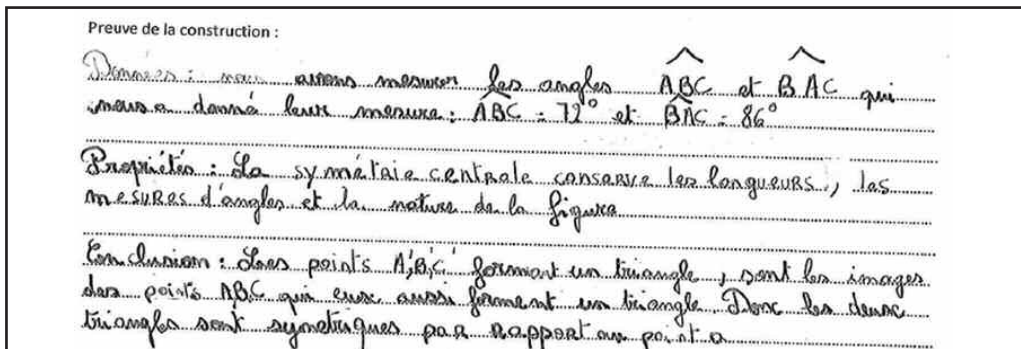 Preuve de la construction :
Données : nous avons mesurer les angles ABC et BAC qui
nous a donné leur mesure : ABC = 72° et BAC = 86°
Propriétés : La symétrie centrale conserve les longueurs, les
mesures d'angles et la nature de la figure
Conclusion : Les points A'B'C' formant un triangle, sont les images
des points ABC qui eux aussi forment un triangle Donc les deux
triangles sont symetriques par rapport au point o